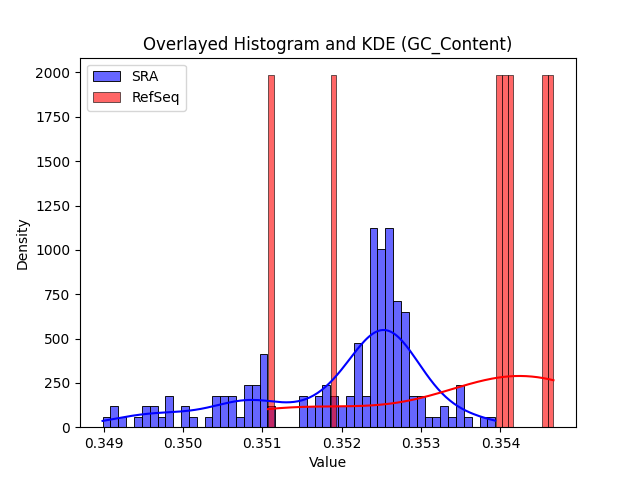 Overlayed Histogram and KDE (GC_Content)
SRA
RefSeq
2000
1750
1500
1250
1000
750
500
250
0
Density
0.349 0.350 0.351 0.352 0.353 0.354
Value